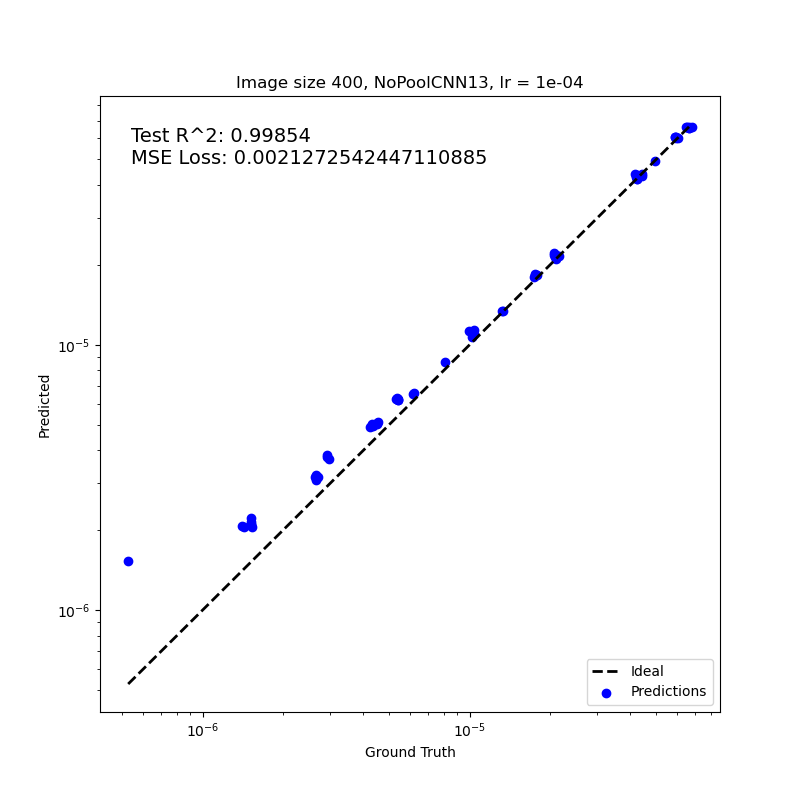 Image size 400, NoPoolCNN13, lr = 1e-04
Test R^2: 0.99854
MSE Loss: 0.0021272542447110885
10⁻⁵
10⁻⁶
Predicted
Ideal
Predictions
10⁻⁶ 10⁻⁵
Ground Truth